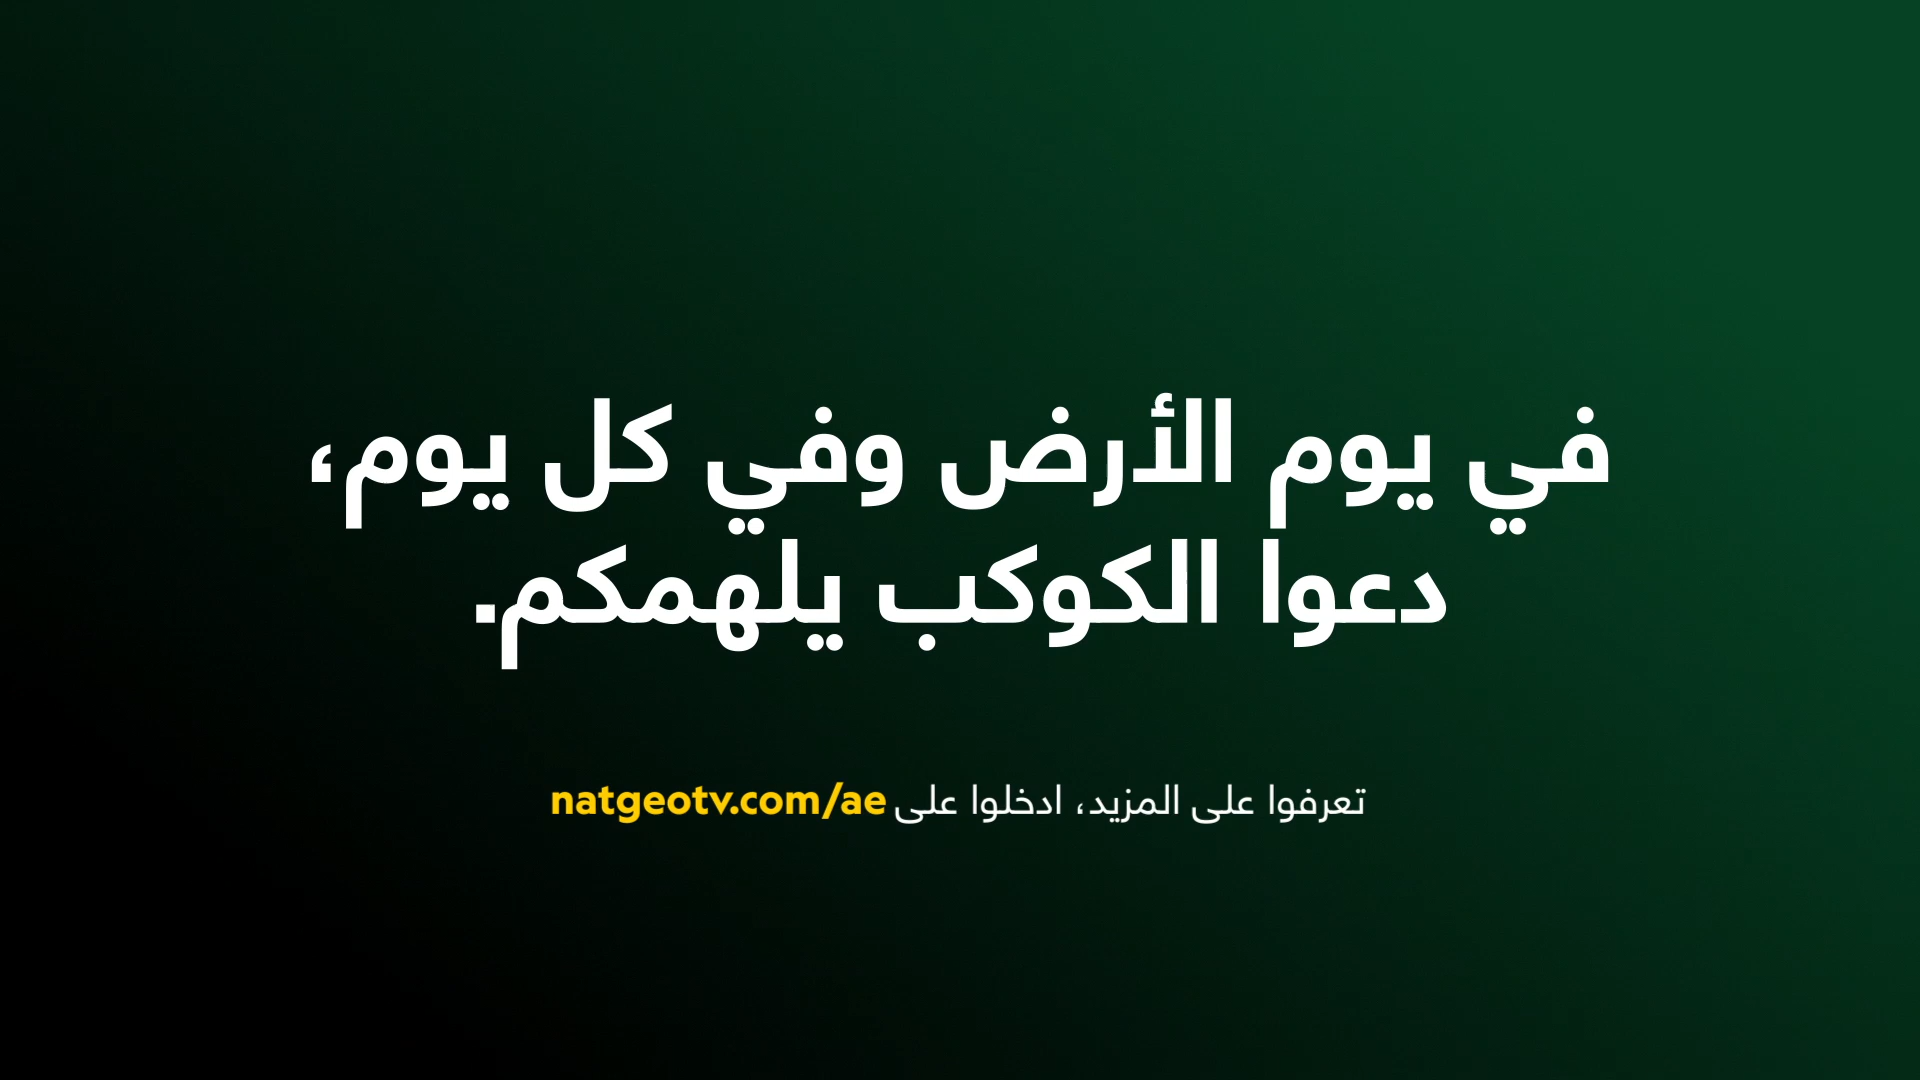 في يوم الأرض وفي كل يوم،
دعوا الكوكب يلهمكم.
تعرفوا على المزيد، ادخلوا على natgeotv.com/ae